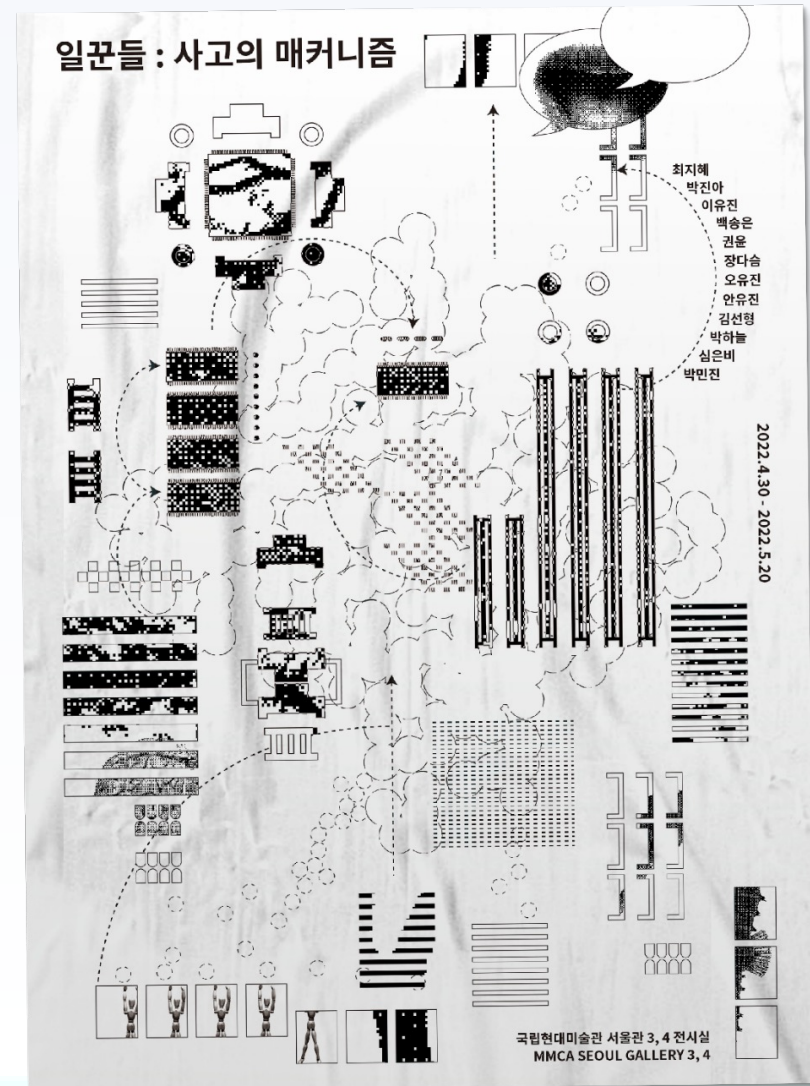 일꾼들 : 사고의 매커니즘
최지혜
박진아
이유진
백송은
권윤
장다슴
오유진
안유진
김선형
박하늘
심은비
박민진
2022.4.30 - 2022.5.20
국립현대미술관 서울관 3, 4 전시실
MMCA SEOUL GALLERY 3, 4